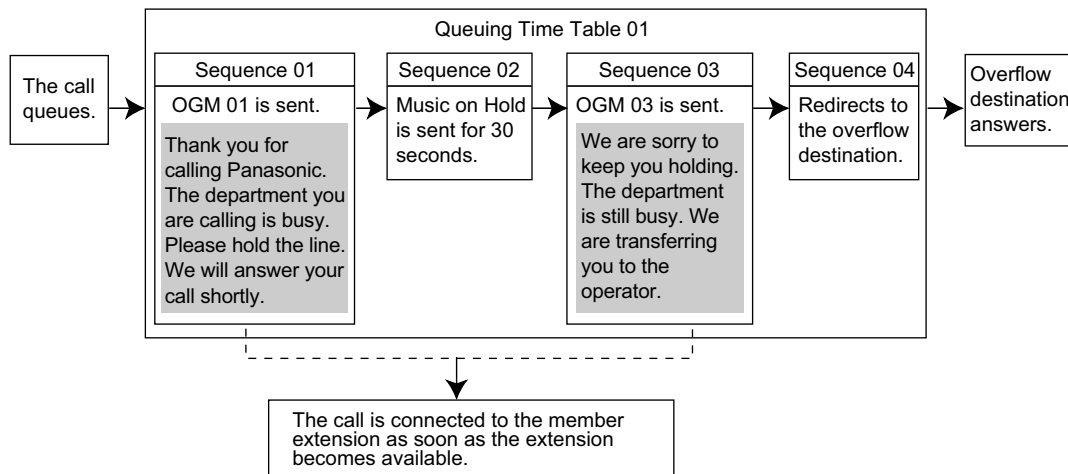 Queuing Time Table 01
The call
queues.
Sequence 01
OGM 01 is sent.
Thank you for
calling Panasonic.
The department you
are calling is busy.
Please hold the line.
We will answer your
call shortly.
Sequence 02
Music on Hold
is sent for 30
seconds.
Sequence 03
OGM 03 is sent.
We are sorry to
keep you holding.
The department
is still busy. We
are transferring
you to the
operator.
Sequence 04
Redirects to
the overflow
destination.
Overflow
destination
answers.
The call is connected to the member
extension as soon as the extension
becomes available.